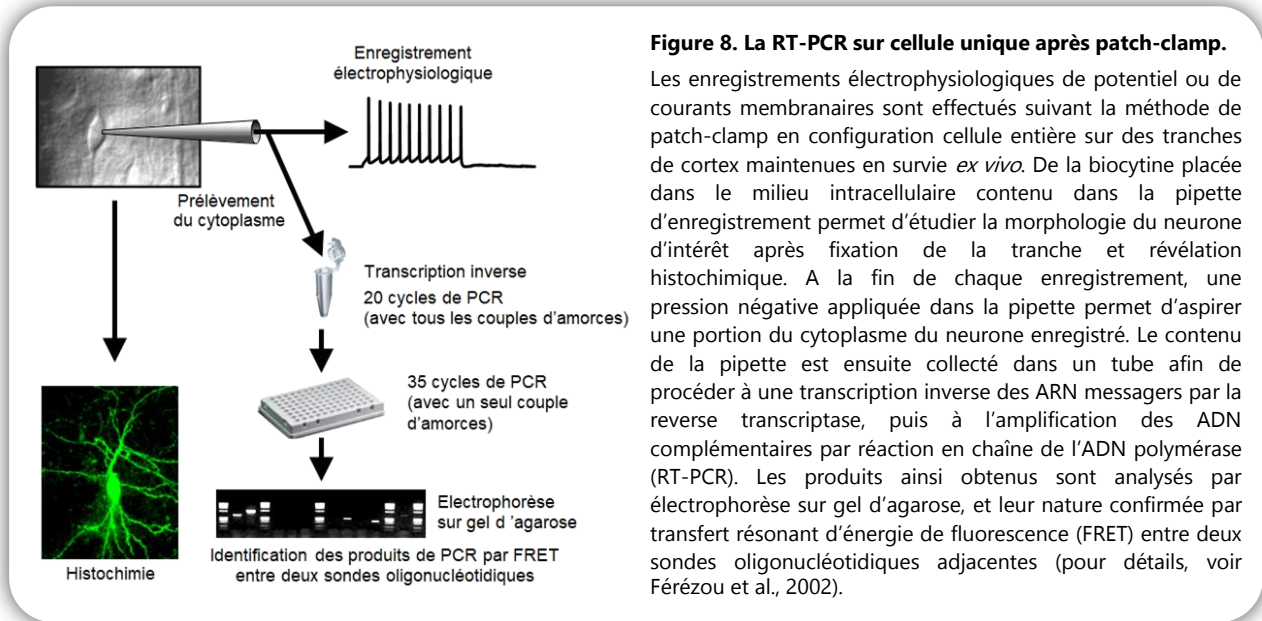 Enregistrement
électrophysiologique
Prélèvement
du cytoplasme
Transcription inverse
20 cycles de PCR
(avec tous les couples d'amorces)
35 cycles de PCR
(avec un seul couple
d'amorces)
Electrophorèse
sur gel d 'agarose
Identification des produits de PCR par FRET
entre deux sondes oligonucléotidiques
Histochimie
Figure 8. La RT-PCR sur cellule unique après patch-clamp.
Les enregistrements électrophysiologiques de potentiel ou de
courants membranaires sont effectués suivant la méthode de
patch-clamp en configuration cellule entière sur des tranches
de cortex maintenues en survie ex vivo. De la biocytine placée
dans le milieu intracellulaire contenu dans la pipette
d'enregistrement permet d'étudier la morphologie du neurone
d'intérêt après fixation de la tranche et révélation
histochimique. A la fin de chaque enregistrement, une
pression négative appliquée dans la pipette permet d'aspirer
une portion du cytoplasme du neurone enregistré. Le contenu
de la pipette est ensuite collecté dans un tube afin de
procéder à une transcription inverse des ARN messagers par la
reverse transcriptase, puis à l'amplification des ADN
complémentaires par réaction en chaîne de l'ADN polymérase
(RT-PCR). Les produits ainsi obtenus sont analysés par
électrophorèse sur gel d'agarose, et leur nature confirmée par
transfert résonant d'énergie de fluorescence (FRET) entre deux
sondes oligonucléotidiques adjacentes (pour détails, voir
Férézou et al., 2002).